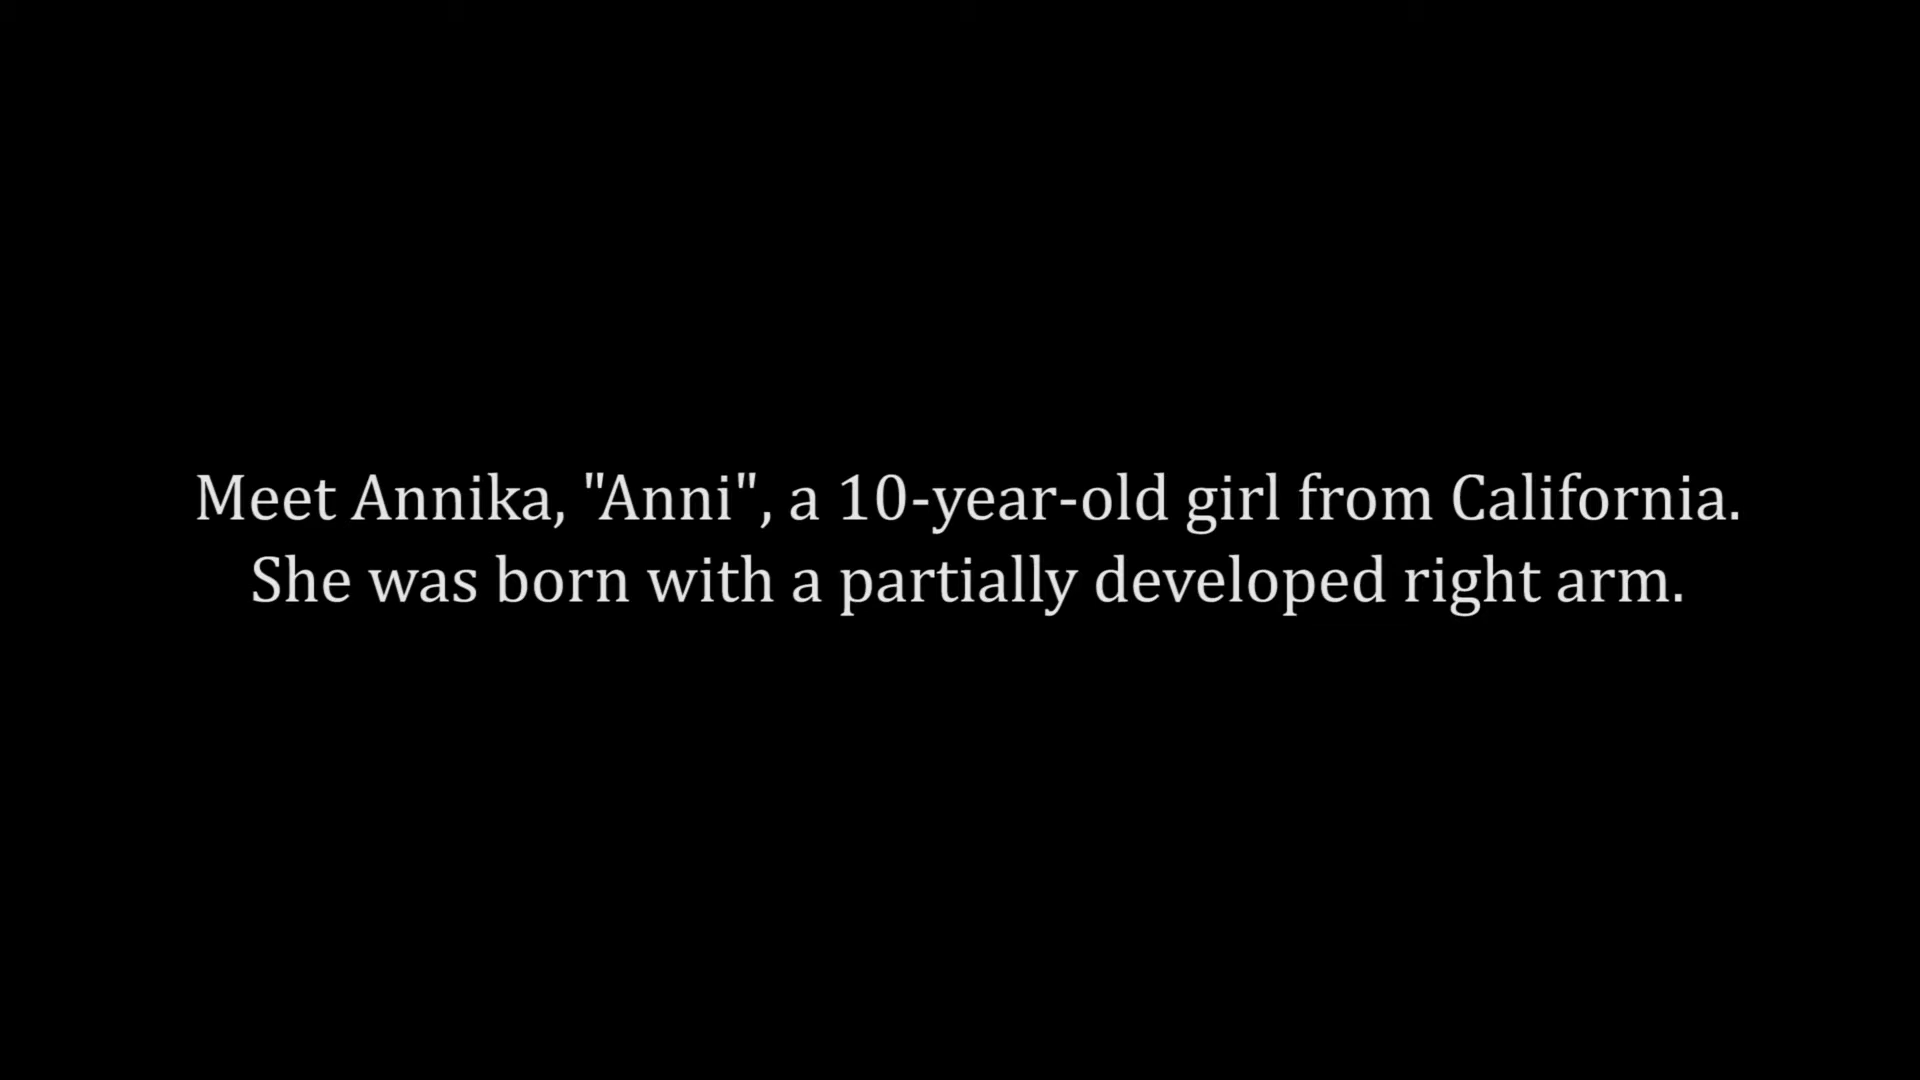 Meet Annika, "Anni", a 10-year-old girl from California.
She was born with a partially developed right arm.